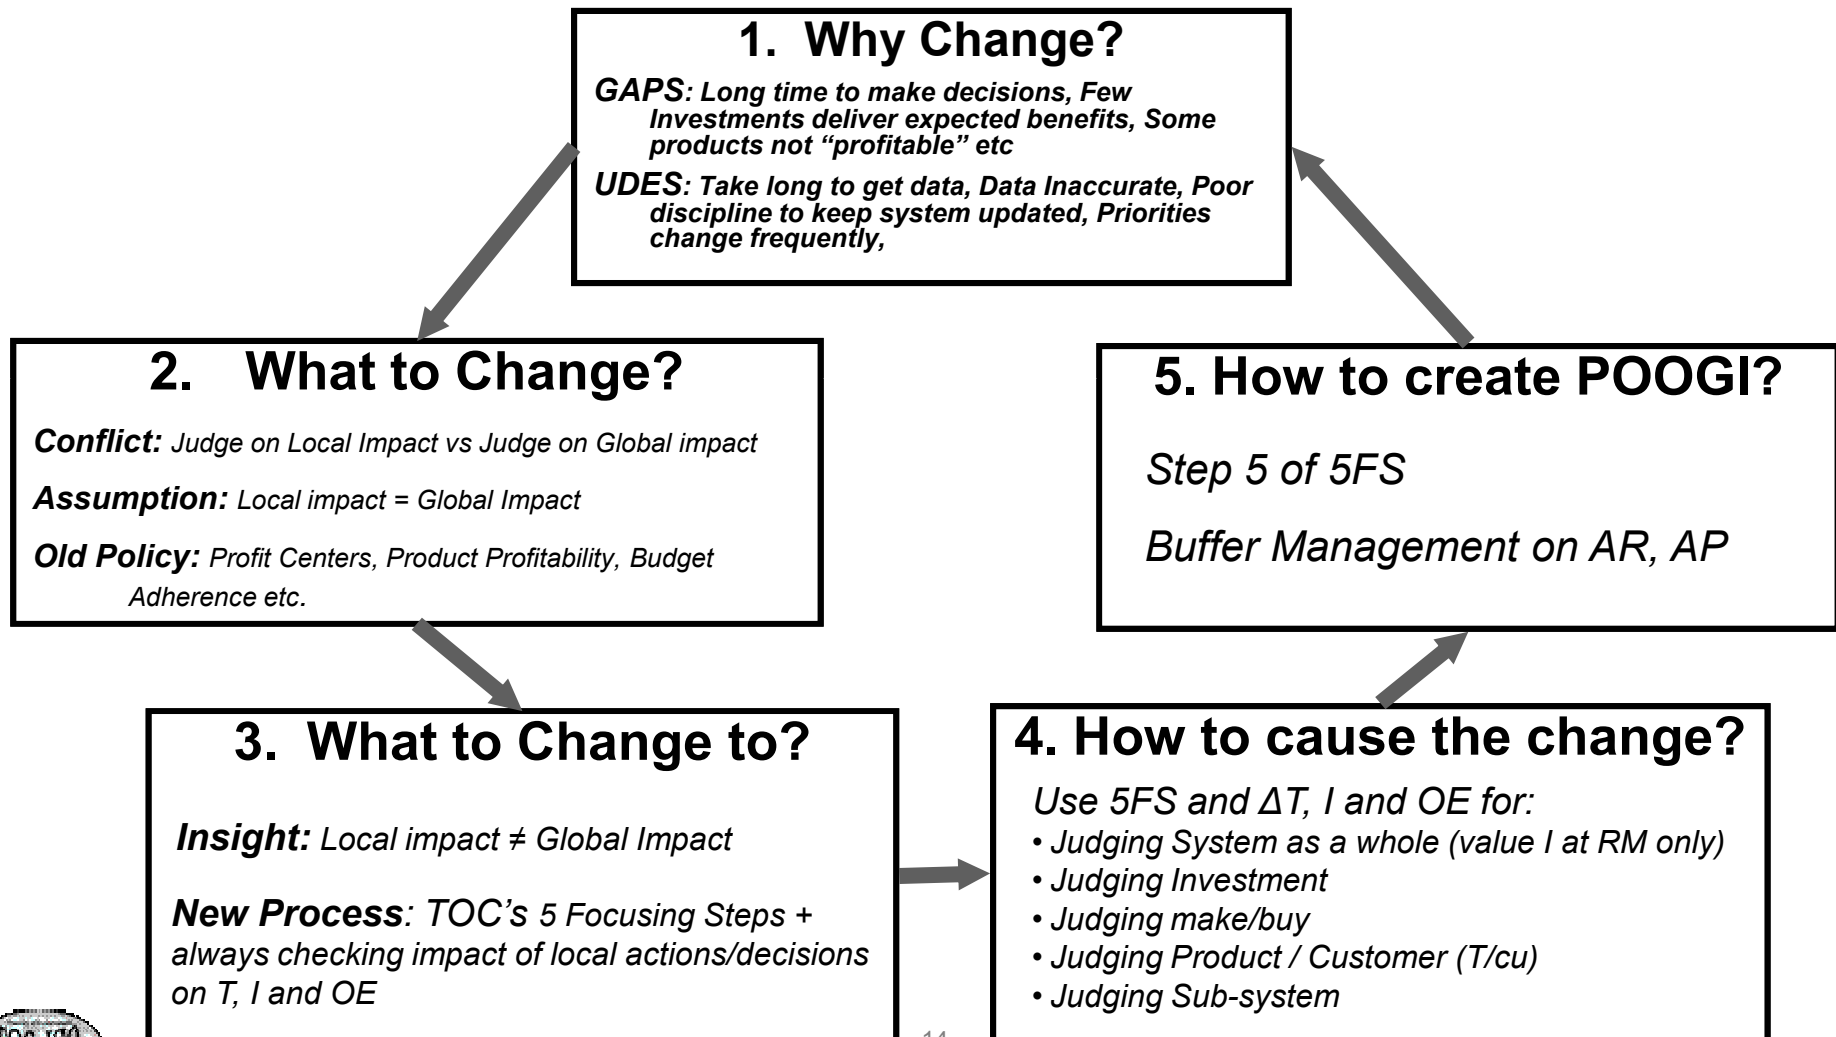 1. Why Change?
GAPS: Long time to make decisions, Few
Investments deliver expected benefits, Some
products not “profitable” etc
UDES: Take long to get data, Data Inaccurate, Poor
discipline to keep system updated, Priorities
change frequently,
2. What to Change?
Conflict: Judge on Local Impact vs Judge on Global impact
Assumption: Local impact = Global Impact
Old Policy: Profit Centers, Product Profitability, Budget
Adherence etc.
3. What to Change to?
Insight: Local impact ≠ Global Impact
New Process: TOC’s 5 Focusing Steps +
always checking impact of local actions/decisions
on T, I and OE
4. How to cause the change?
Use 5FS and ΔT, I and OE for:
• Judging System as a whole (value I at RM only)
• Judging Investment
• Judging make/buy
• Judging Product / Customer (T/cu)
• Judging Sub-system
5. How to create POOGI?
Step 5 of 5FS
Buffer Management on AR, AP